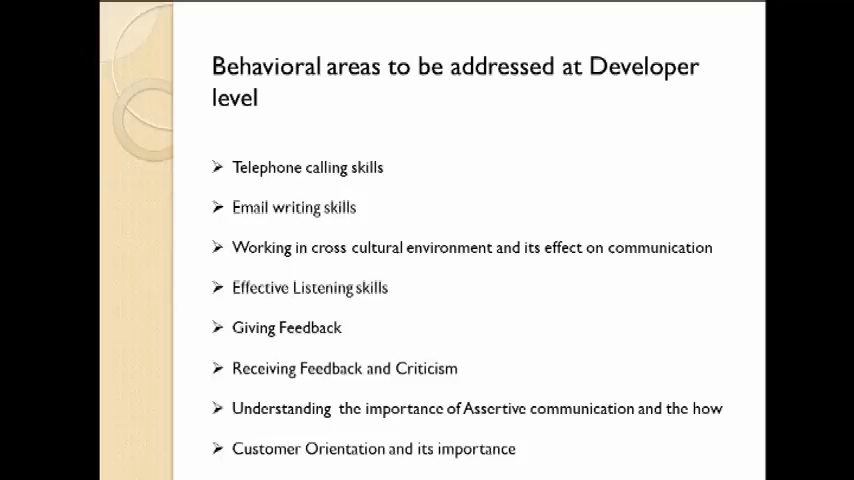 Behavioral areas to be addressed at Developer
level
Telephone calling skills
Email writing skills
Working in cross cultural environment and its effect on communication
Effective Listening skills
Giving Feedback
Receiving Feedback and Criticism
Understanding the importance of Assertive communication and the how
Customer Orientation and its importance